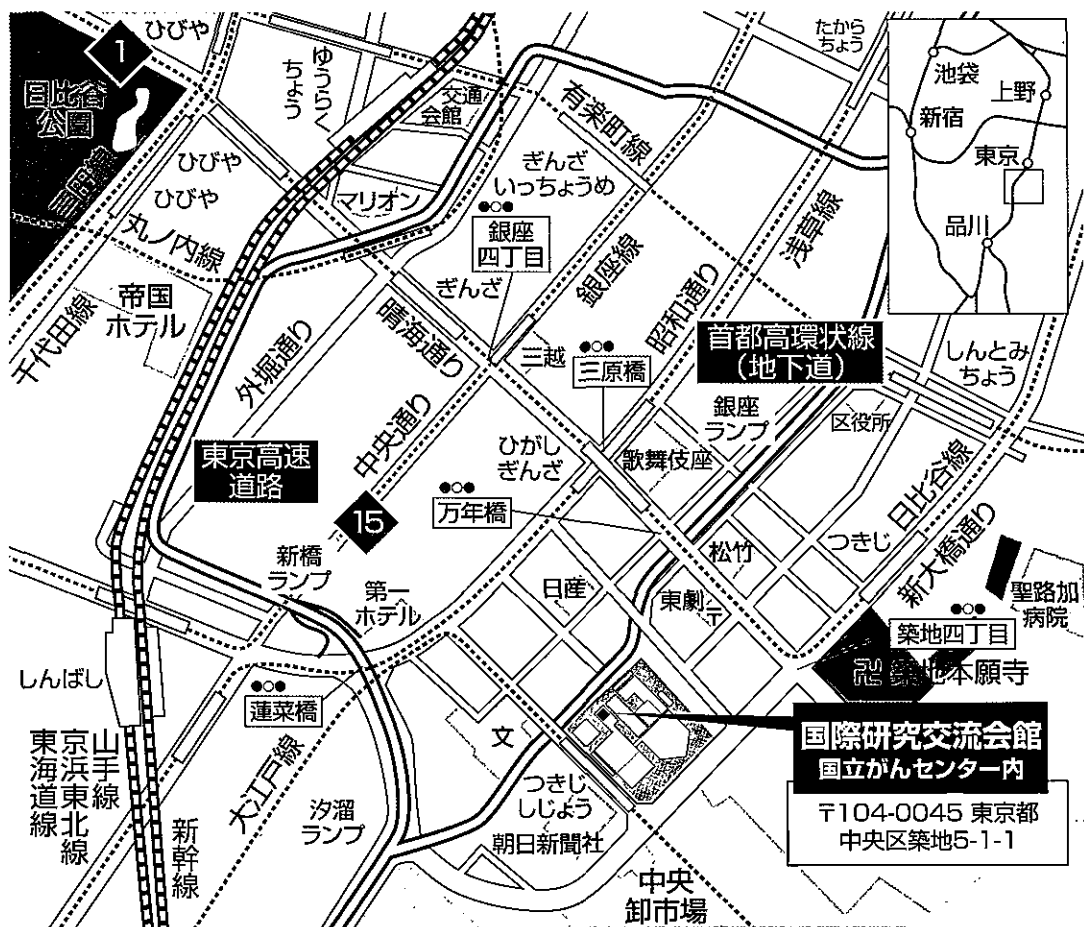 1
ひびや
日比谷
公園
三田線
ひびや
ひびや
丸ノ内線
千代田線
帝国
ホテル
ゆうらく
ちょう
交通
会館
マリオン
有楽町線
たから
ちょう
ぎんざ
いっちょうめ
銀座
四丁目
ぎんざ
銀座線
昭和通り
浅草線
池袋
上野
新宿
東京
品川
外堀通り
晴海通り
中央通り
三越
三原橋
首都高環状線
(地下道)
しんとみ
ちょう
銀座
ランプ
区役所
東京高速
道路
15
ひがし
ぎんざ
歌舞伎座
万年橋
日比谷線
新大橋通り
つきじ
松竹
新橋
ランプ
第一
ホテル
日産
東劇
聖路加
病院
築地四丁目
卍 築地本願寺
しんばし
蓮菜橋
文
国際研究交流会館
国立がんセンター内
〒104-0045 東京都
中央区築地5-1-1
山手線
京浜東北線
東海道線
新幹線
大江戸線
汐溜
ランプ
つきじ
しじょう
朝日新聞社
中央
卸市場